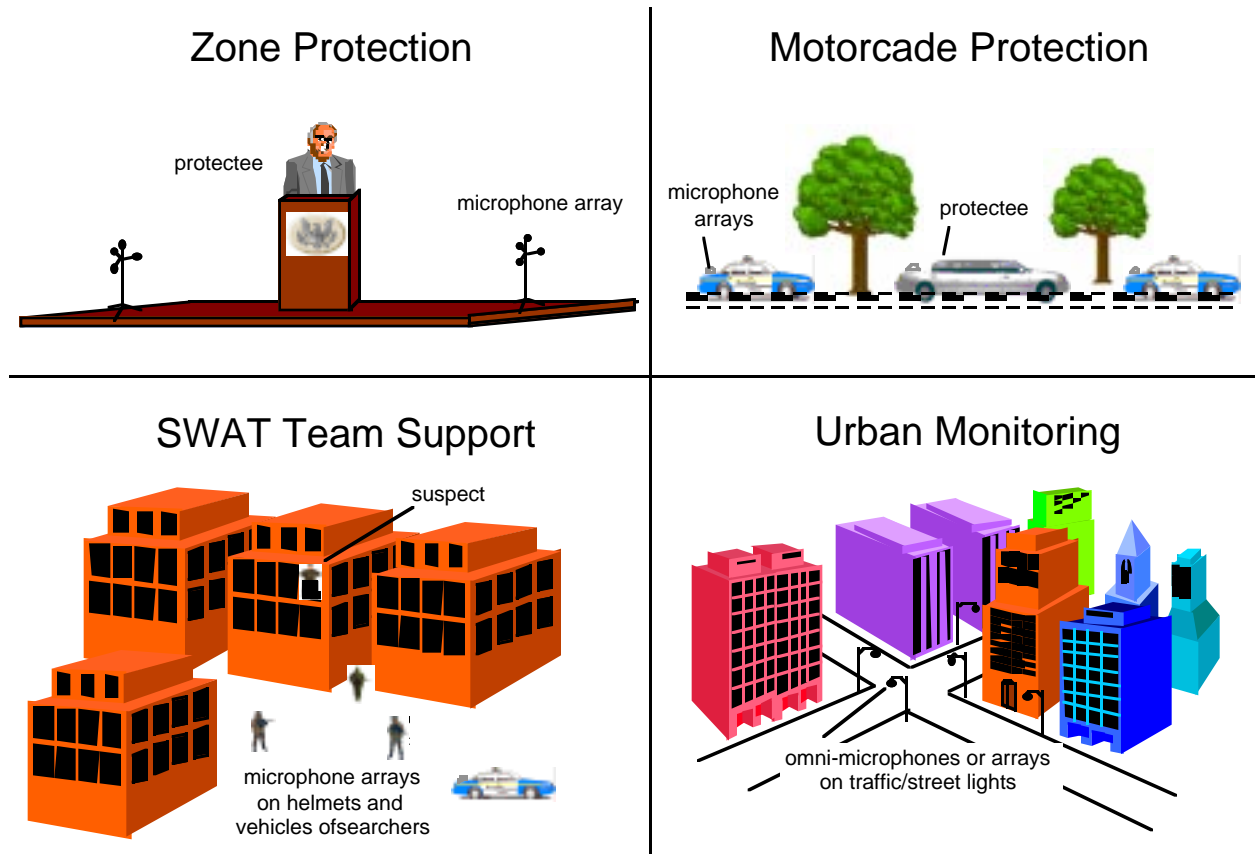 Zone Protection
protectee
microphone array
Motorcade Protection
microphone
arrays
protectee
SWAT Team Support
suspect
microphone arrays
on helmets and
vehicles ofsearchers
Urban Monitoring
omni-microphones or arrays
on traffic/street lights